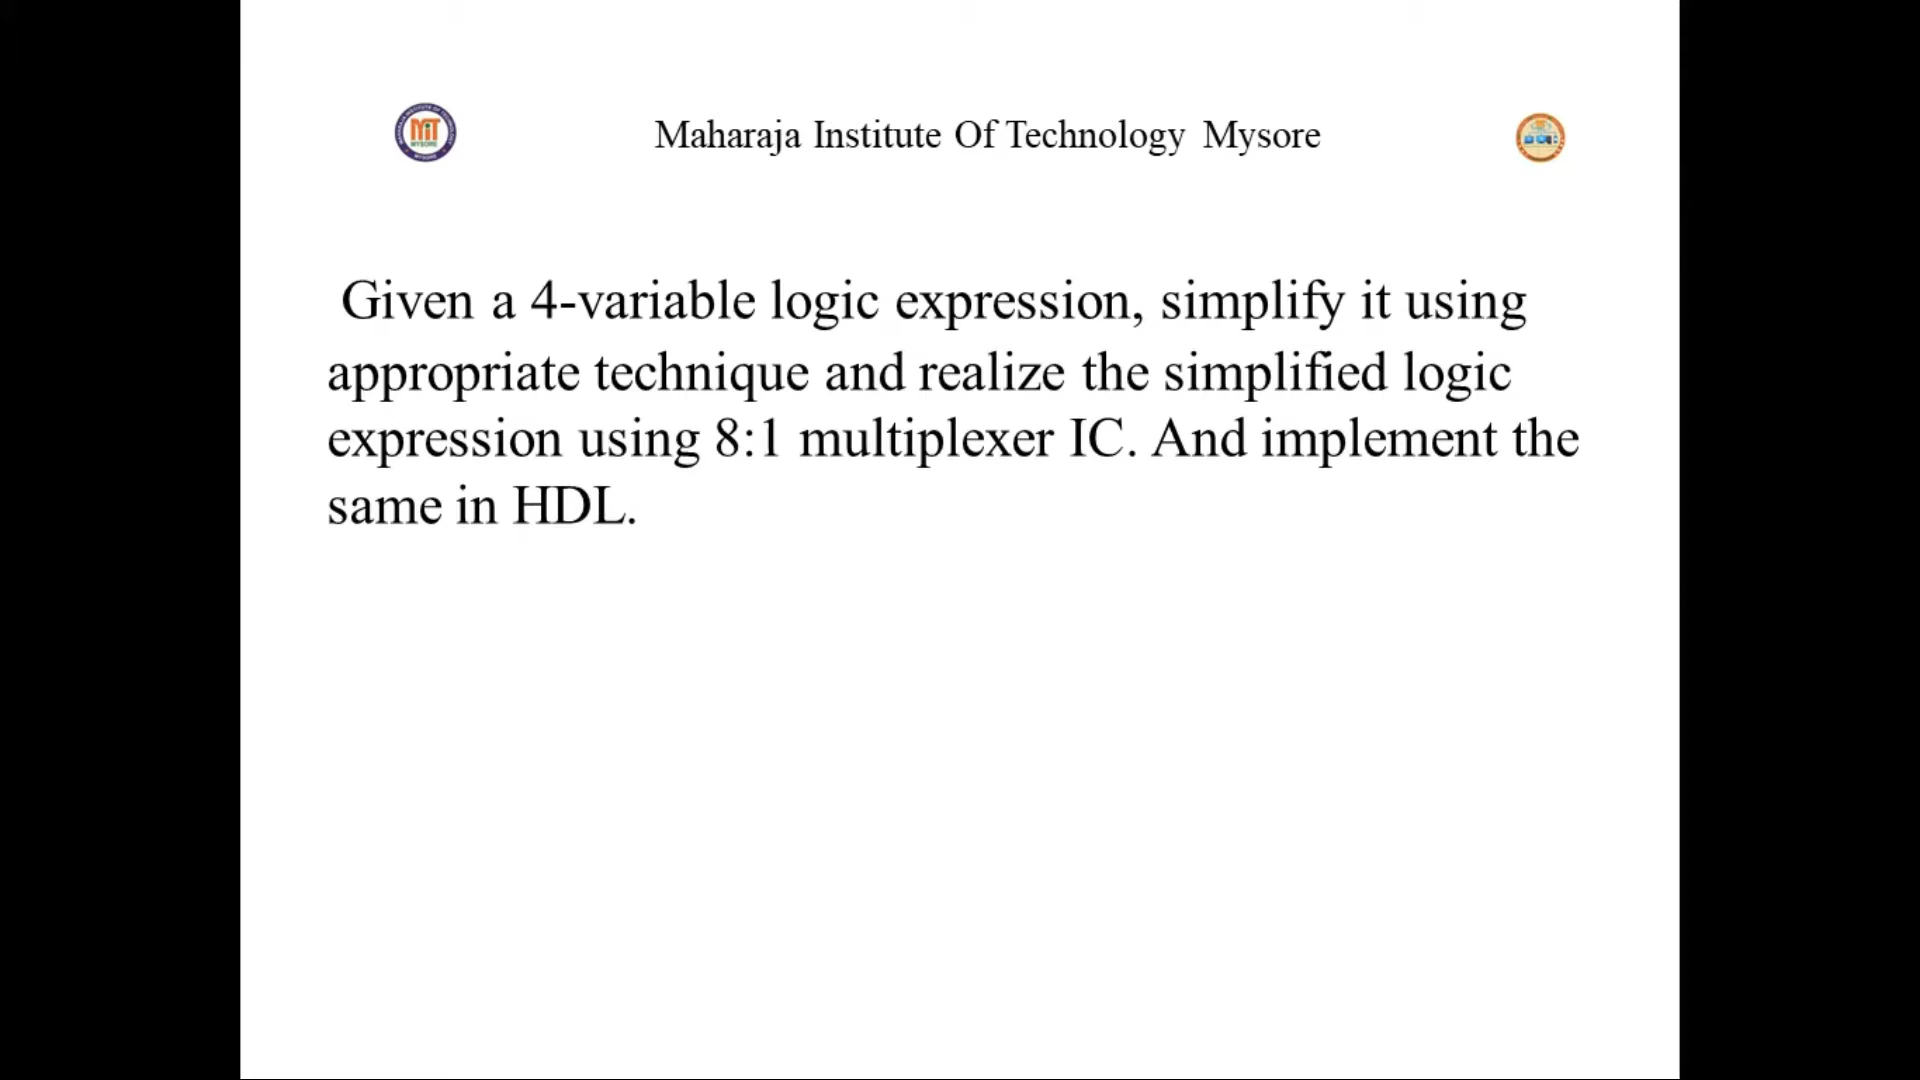 Maharaja Institute Of Technology Mysore
Given a 4-variable logic expression, simplify it using
appropriate technique and realize the simplified logic
expression using 8:1 multiplexer IC. And implement the
same in HDL.